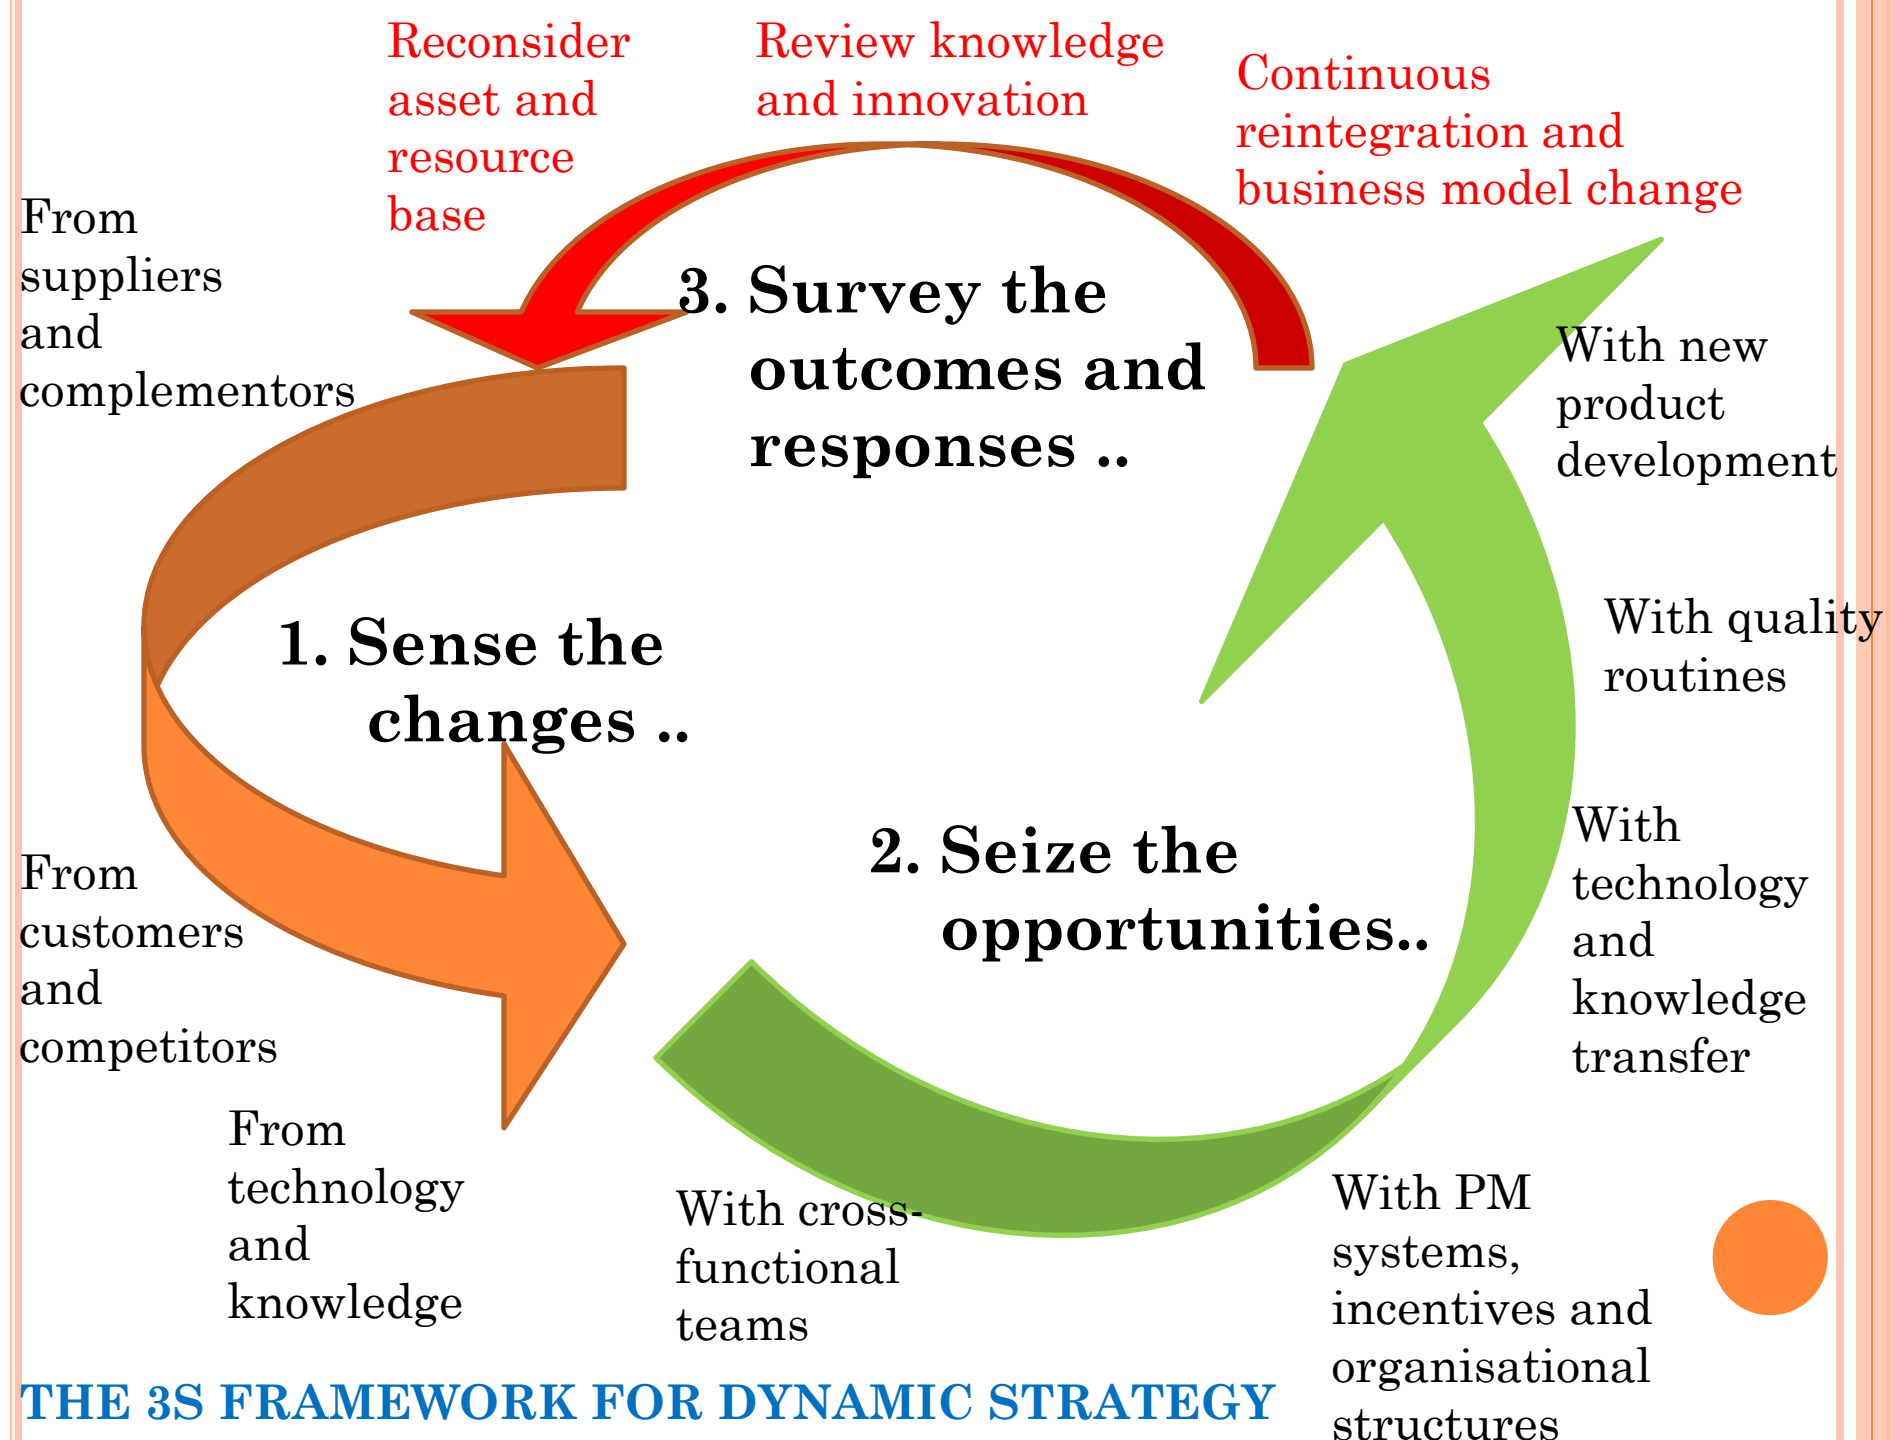 Reconsider
asset and
resource
base
Review knowledge
and innovation
Continuous
reintegration and
business model change
From
suppliers
and
complementors
3. Survey the
outcomes and
responses ..
With new
product
development
1. Sense the
changes ..
With quality
routines
2. Seize the
opportunities..
With
technology
and
knowledge
transfer
From
customers
and
competitors
From
technology
and
knowledge
With cross-
functional
teams
With PM
systems,
incentives and
organisational
structures
THE 3S FRAMEWORK FOR DYNAMIC STRATEGY